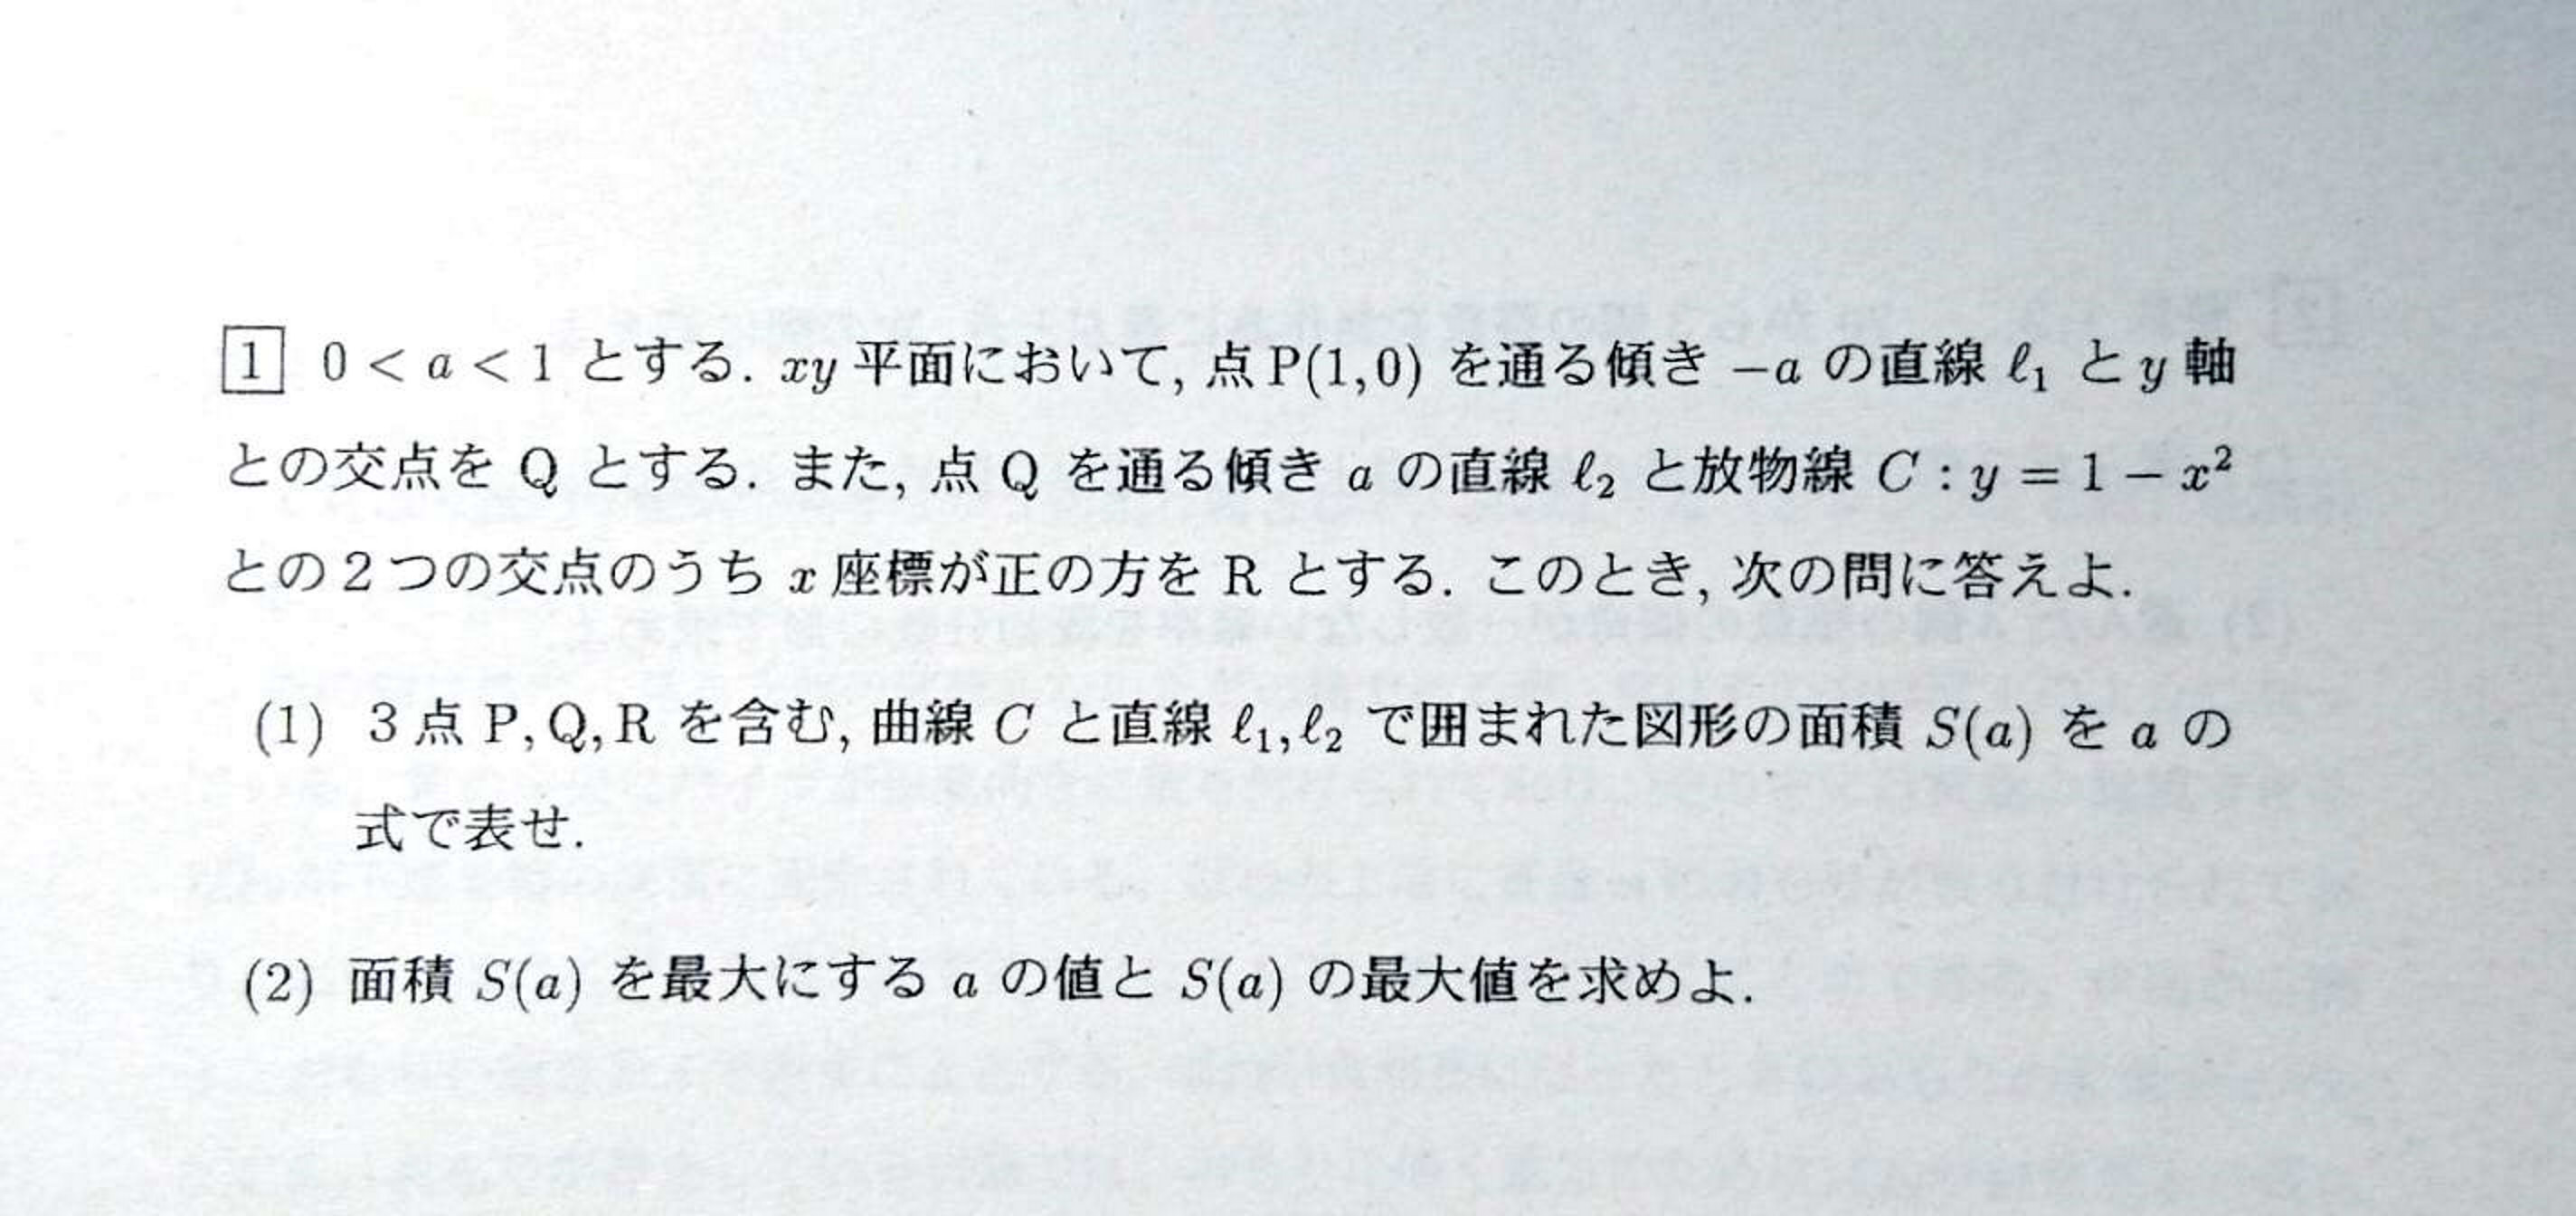 1 0 < a < 1 とする. xy 平面において, 点 P(1,0) を通る傾き −a の直線 ℓ₁ と y 軸
との交点を Q とする. また, 点 Q を通る傾き a の直線 ℓ₂ と放物線 C : y = 1 − x²
との 2 つの交点のうち x 座標が正の方を R とする. このとき, 次の問に答えよ.
(1) 3 点 P, Q, R を含む, 曲線 C と直線 ℓ₁, ℓ₂ で囲まれた図形の面積 S(a) を a の
式で表せ.
(2) 面積 S(a) を最大にする a の値と S(a) の最大値を求めよ.